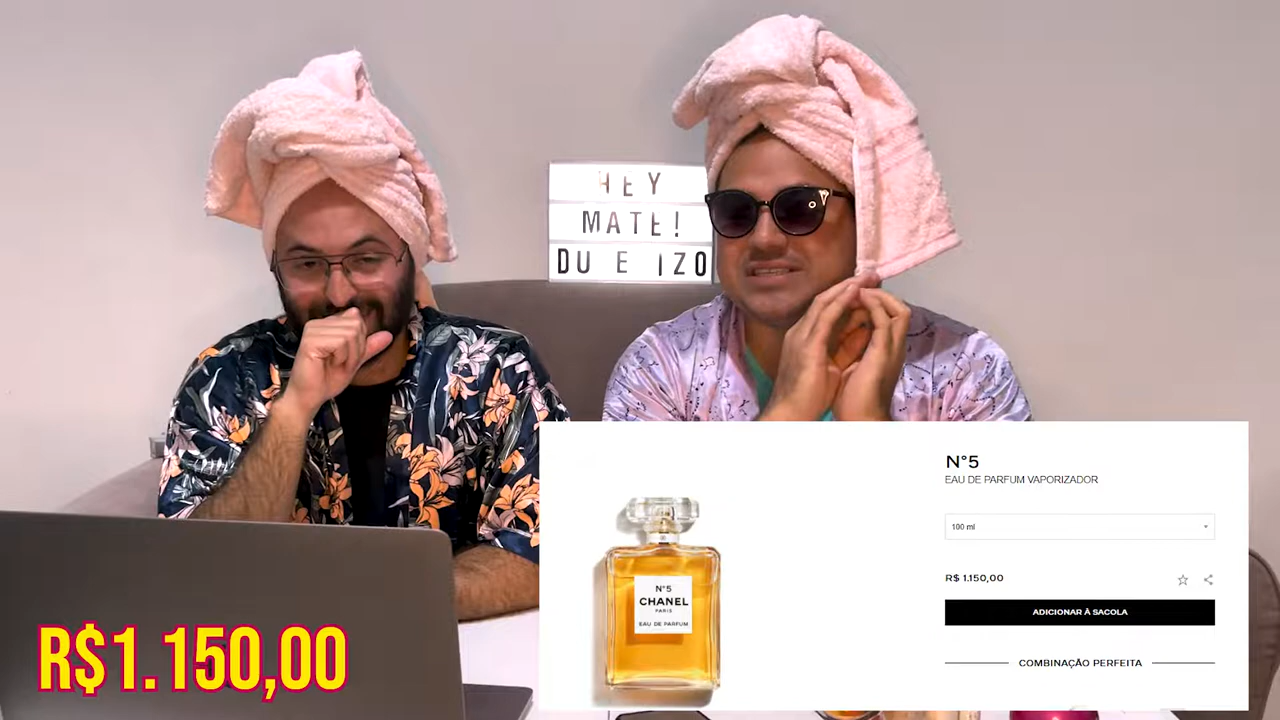 HEY
MATE!
DU E IZO
N°5
EAU DE PARFUM VAPORIZADOR
100 ml
R$ 1.150,00
ADICIONAR À SACOLA
COMBINAÇÃO PERFEITA
N°5
CHANEL
PARIS
EAU DE PARFUM
R$1.150,00